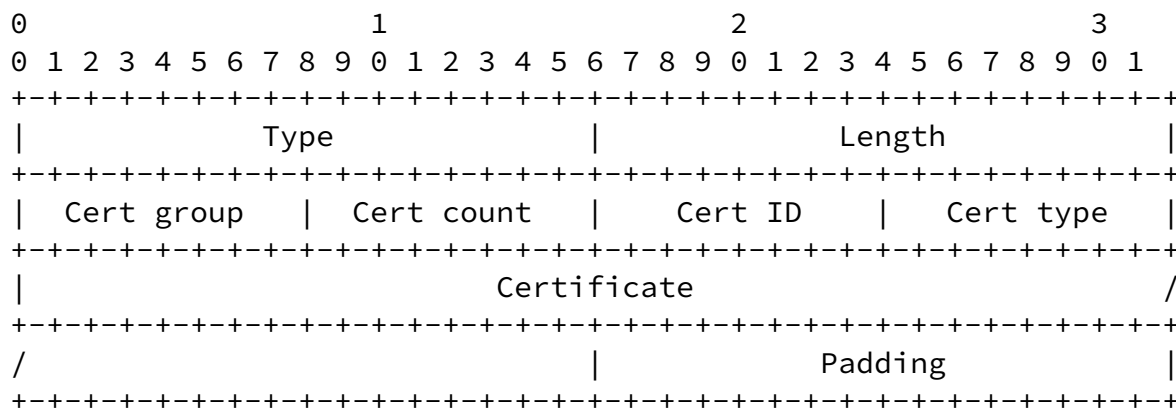 0                   1                   2                   3
0 1 2 3 4 5 6 7 8 9 0 1 2 3 4 5 6 7 8 9 0 1 2 3 4 5 6 7 8 9 0 1
+-+-+-+-+-+-+-+-+-+-+-+-+-+-+-+-+-+-+-+-+-+-+-+-+-+-+-+-+-+-+-+-+
|             Type              |             Length            |
+-+-+-+-+-+-+-+-+-+-+-+-+-+-+-+-+-+-+-+-+-+-+-+-+-+-+-+-+-+-+-+-+
|  Cert group   |  Cert count   |    Cert ID    |   Cert type   |
+-+-+-+-+-+-+-+-+-+-+-+-+-+-+-+-+-+-+-+-+-+-+-+-+-+-+-+-+-+-+-+-+
|                          Certificate                          /
+-+-+-+-+-+-+-+-+-+-+-+-+-+-+-+-+-+-+-+-+-+-+-+-+-+-+-+-+-+-+-+-+
/                               |            Padding            |
+-+-+-+-+-+-+-+-+-+-+-+-+-+-+-+-+-+-+-+-+-+-+-+-+-+-+-+-+-+-+-+-+